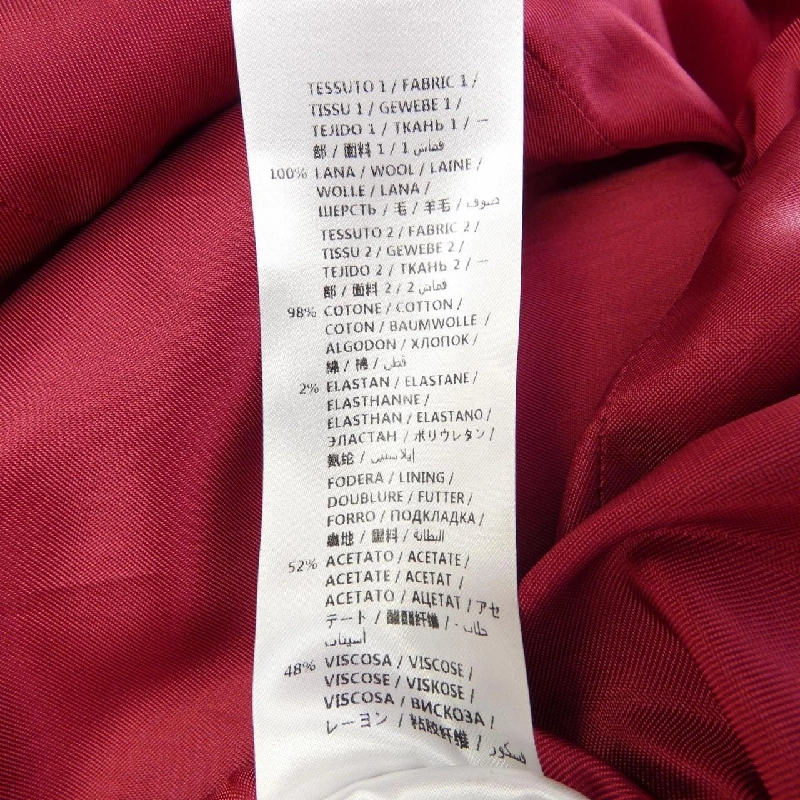 TESSUTO 1 / FABRIC 1 /
TISSU 1 / GEWEBE 1 /
TEJIDO 1 / ТКАНЬ 1 / 一
部 / 面料 1 / 1 قماش
100% LANA / WOOL / LAINE /
WOLLE / LANA /
ШЕРСТЬ / 毛 / 羊毛 / صوف
TESSUTO 2 / FABRIC 2 /
TISSU 2 / GEWEBE 2 /
TEJIDO 2 / ТКАНЬ 2 / 一
部 / 面料 2 / 2 قماش
98% COTONE / COTTON /
COTON / BAUMWOLLE /
ALGODON / ХЛОПОК /
綿 / 棉 / قطن
2% ELASTAN / ELASTANE /
ELASTHANNE /
ELASTHAN / ELASTANO /
ЭЛАСТАН / ポリウレタン /
氨纶 / إيلاستين
FODERA / LINING /
DOUBLURE / FUTTER /
FORRO / ПОДКЛАДКА /
裏地 / 里料 / البطانة
52% ACETATO / ACETATE /
ACETATE / ACETAT /
ACETATO / АЦЕТАТ / アセ
テート / 醋酯纤维 /
أسيتات
48% VISCOSA / VISCOSE /
VISCOSE / VISKOSE /
VISCOSA / ВИСКОЗА /
レーヨン / 粘胶纤维 / فسكوز